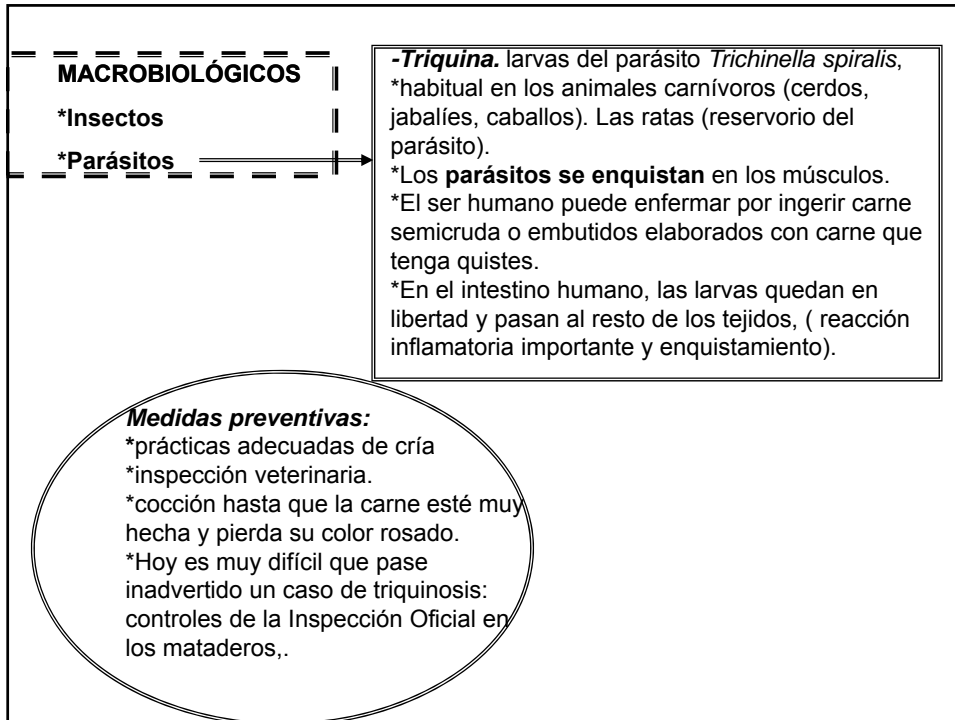 MACROBIOLÓGICOS
*Insectos
*Parásitos
-Triquina. larvas del parásito Trichinella spiralis,
*habitual en los animales carnívoros (cerdos,
jabalíes, caballos). Las ratas (reservorio del
parásito).
*Los parásitos se enquistan en los músculos.
*El ser humano puede enfermar por ingerir carne
semicruda o embutidos elaborados con carne que
tenga quistes.
*En el intestino humano, las larvas quedan en
libertad y pasan al resto de los tejidos, ( reacción
inflamatoria importante y enquistamiento).
Medidas preventivas:
*prácticas adecuadas de cría
*inspección veterinaria.
*cocción hasta que la carne esté muy
hecha y pierda su color rosado.
*Hoy es muy difícil que pase
inadvertido un caso de triquinosis:
controles de la Inspección Oficial en
los mataderos,.